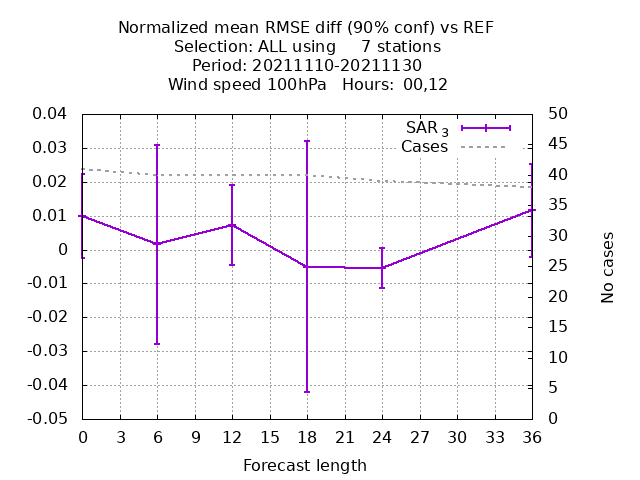 Normalized mean RMSE diff (90% conf) vs REF
Selection: ALL using 7 stations
Period: 20211110-20211130
Wind speed 100hPa Hours: 00,12
SAR 3
Cases
0.04
0.03
0.02
0.01
0
-0.01
-0.02
-0.03
-0.04
-0.05
50
45
40
35
30
25
20
15
10
5
0
No cases
0 3 6 9 12 15 18 21 24 27 30 33 36
Forecast length